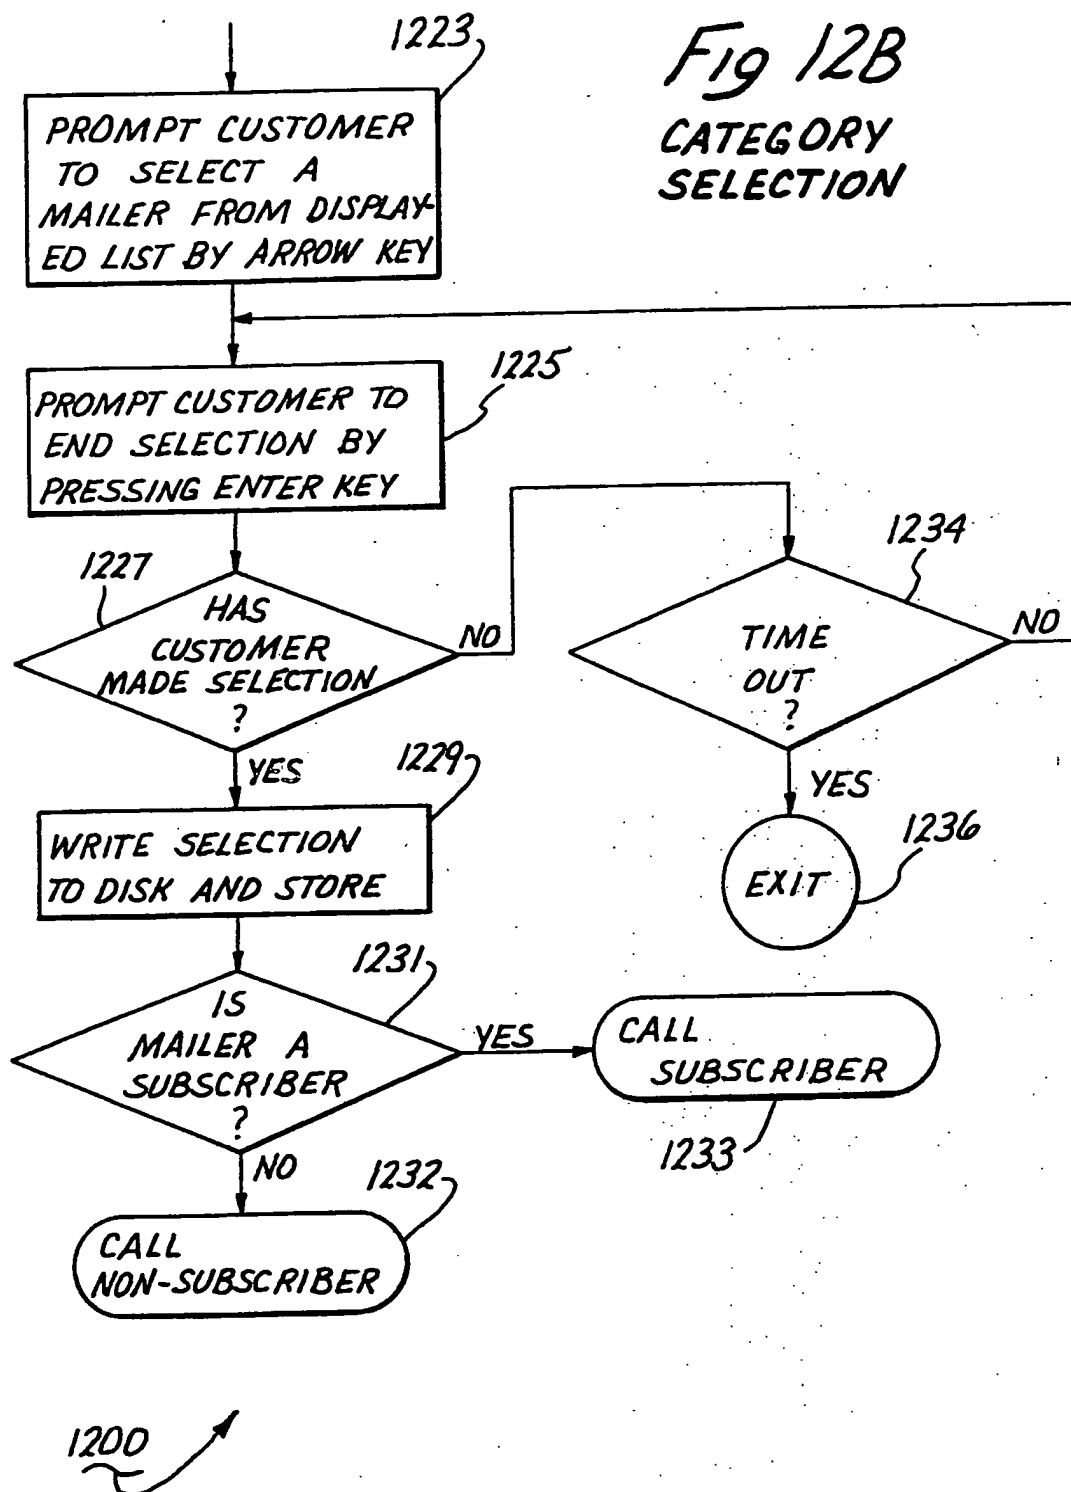 1223
Fig 12B
CATEGORY
SELECTION
PROMPT CUSTOMER
TO SELECT A
MAILER FROM DISPLAY-
ED LIST BY ARROW KEY
1225
PROMPT CUSTOMER TO
END SELECTION BY
PRESSING ENTER KEY
1227
HAS
CUSTOMER
MADE SELECTION
?
NO
1234
TIME
OUT
?
NO
YES
YES
1229
WRITE SELECTION
TO DISK AND STORE
1236
EXIT
1231
IS
MAILER A
SUBSCRIBER
?
YES
CALL
SUBSCRIBER
1233
NO
1232
CALL
NON-SUBSCRIBER
1200